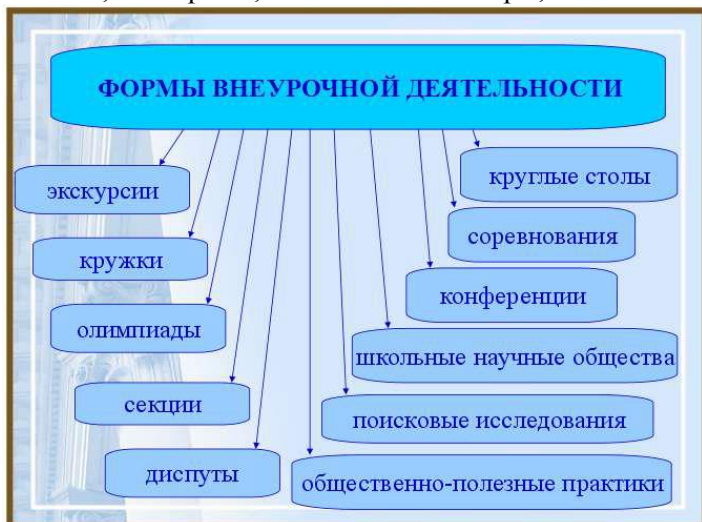 ФОРМЫ ВНЕУРОЧНОЙ ДЕЯТЕЛЬНОСТИ
экскурсии
кружки
олимпиады
секции
диспуты
круглые столы
соревнования
конференции
школьные научные общества
поисковые исследования
общественно-полезные практики